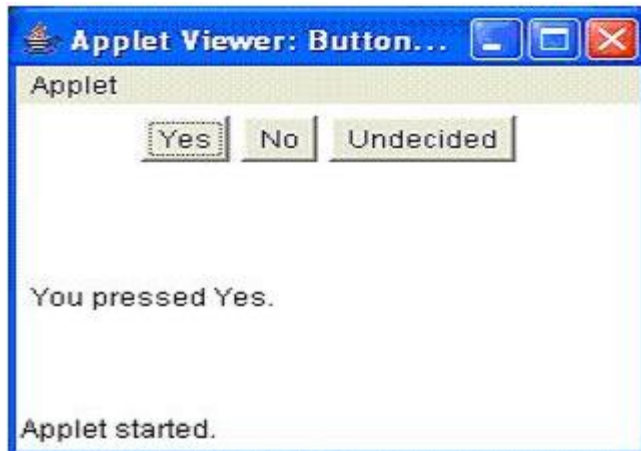 Applet Viewer: Button...
Applet
Yes No Undecided
You pressed Yes.
Applet started.